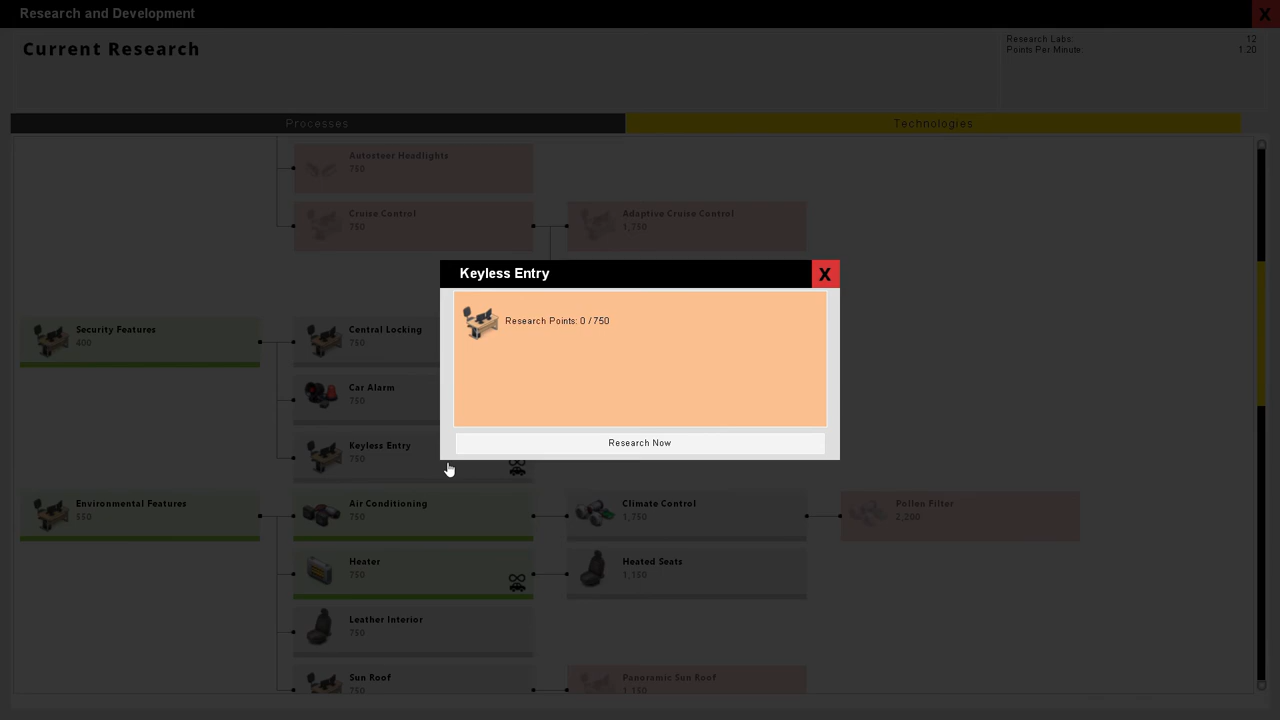 Research and Development
X
Current Research
Research Labs: 12
Points Per Minute: 1.20
Processes
Technologies
Autosteer Headlights
750
Cruise Control
750
Adaptive Cruise Control
1,750
Keyless Entry
X
Research Points: 0 / 750
Research Now
Security Features
400
Central Locking
750
Car Alarm
750
Keyless Entry
750
Environmental Features
550
Air Conditioning
750
Climate Control
1,750
Pollen Filter
2,200
Heater
750
Heated Seats
1,150
Leather Interior
750
Sun Roof
750
Panoramic Sun Roof
1,150